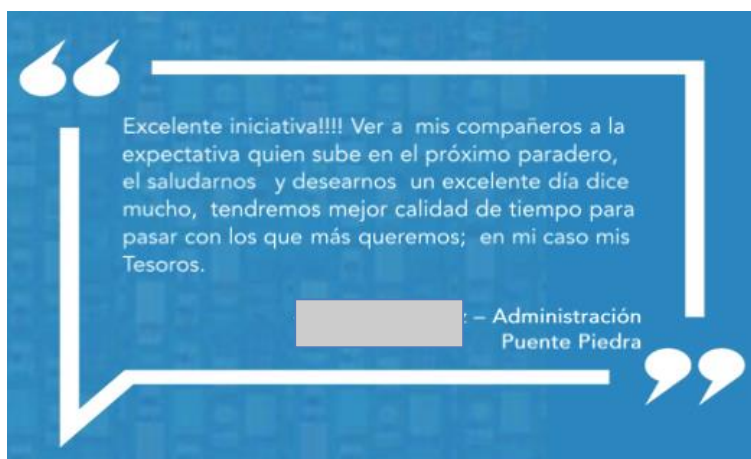 Excelente iniciativa!!!! Ver a mis compañeros a la
expectativa quien sube en el próximo paradero,
el saludarnos y desearnos un excelente día dice
mucho, tendremos mejor calidad de tiempo para
pasar con los que más queremos; en mi caso mis
Tesoros.
– Administración
Puente Piedra